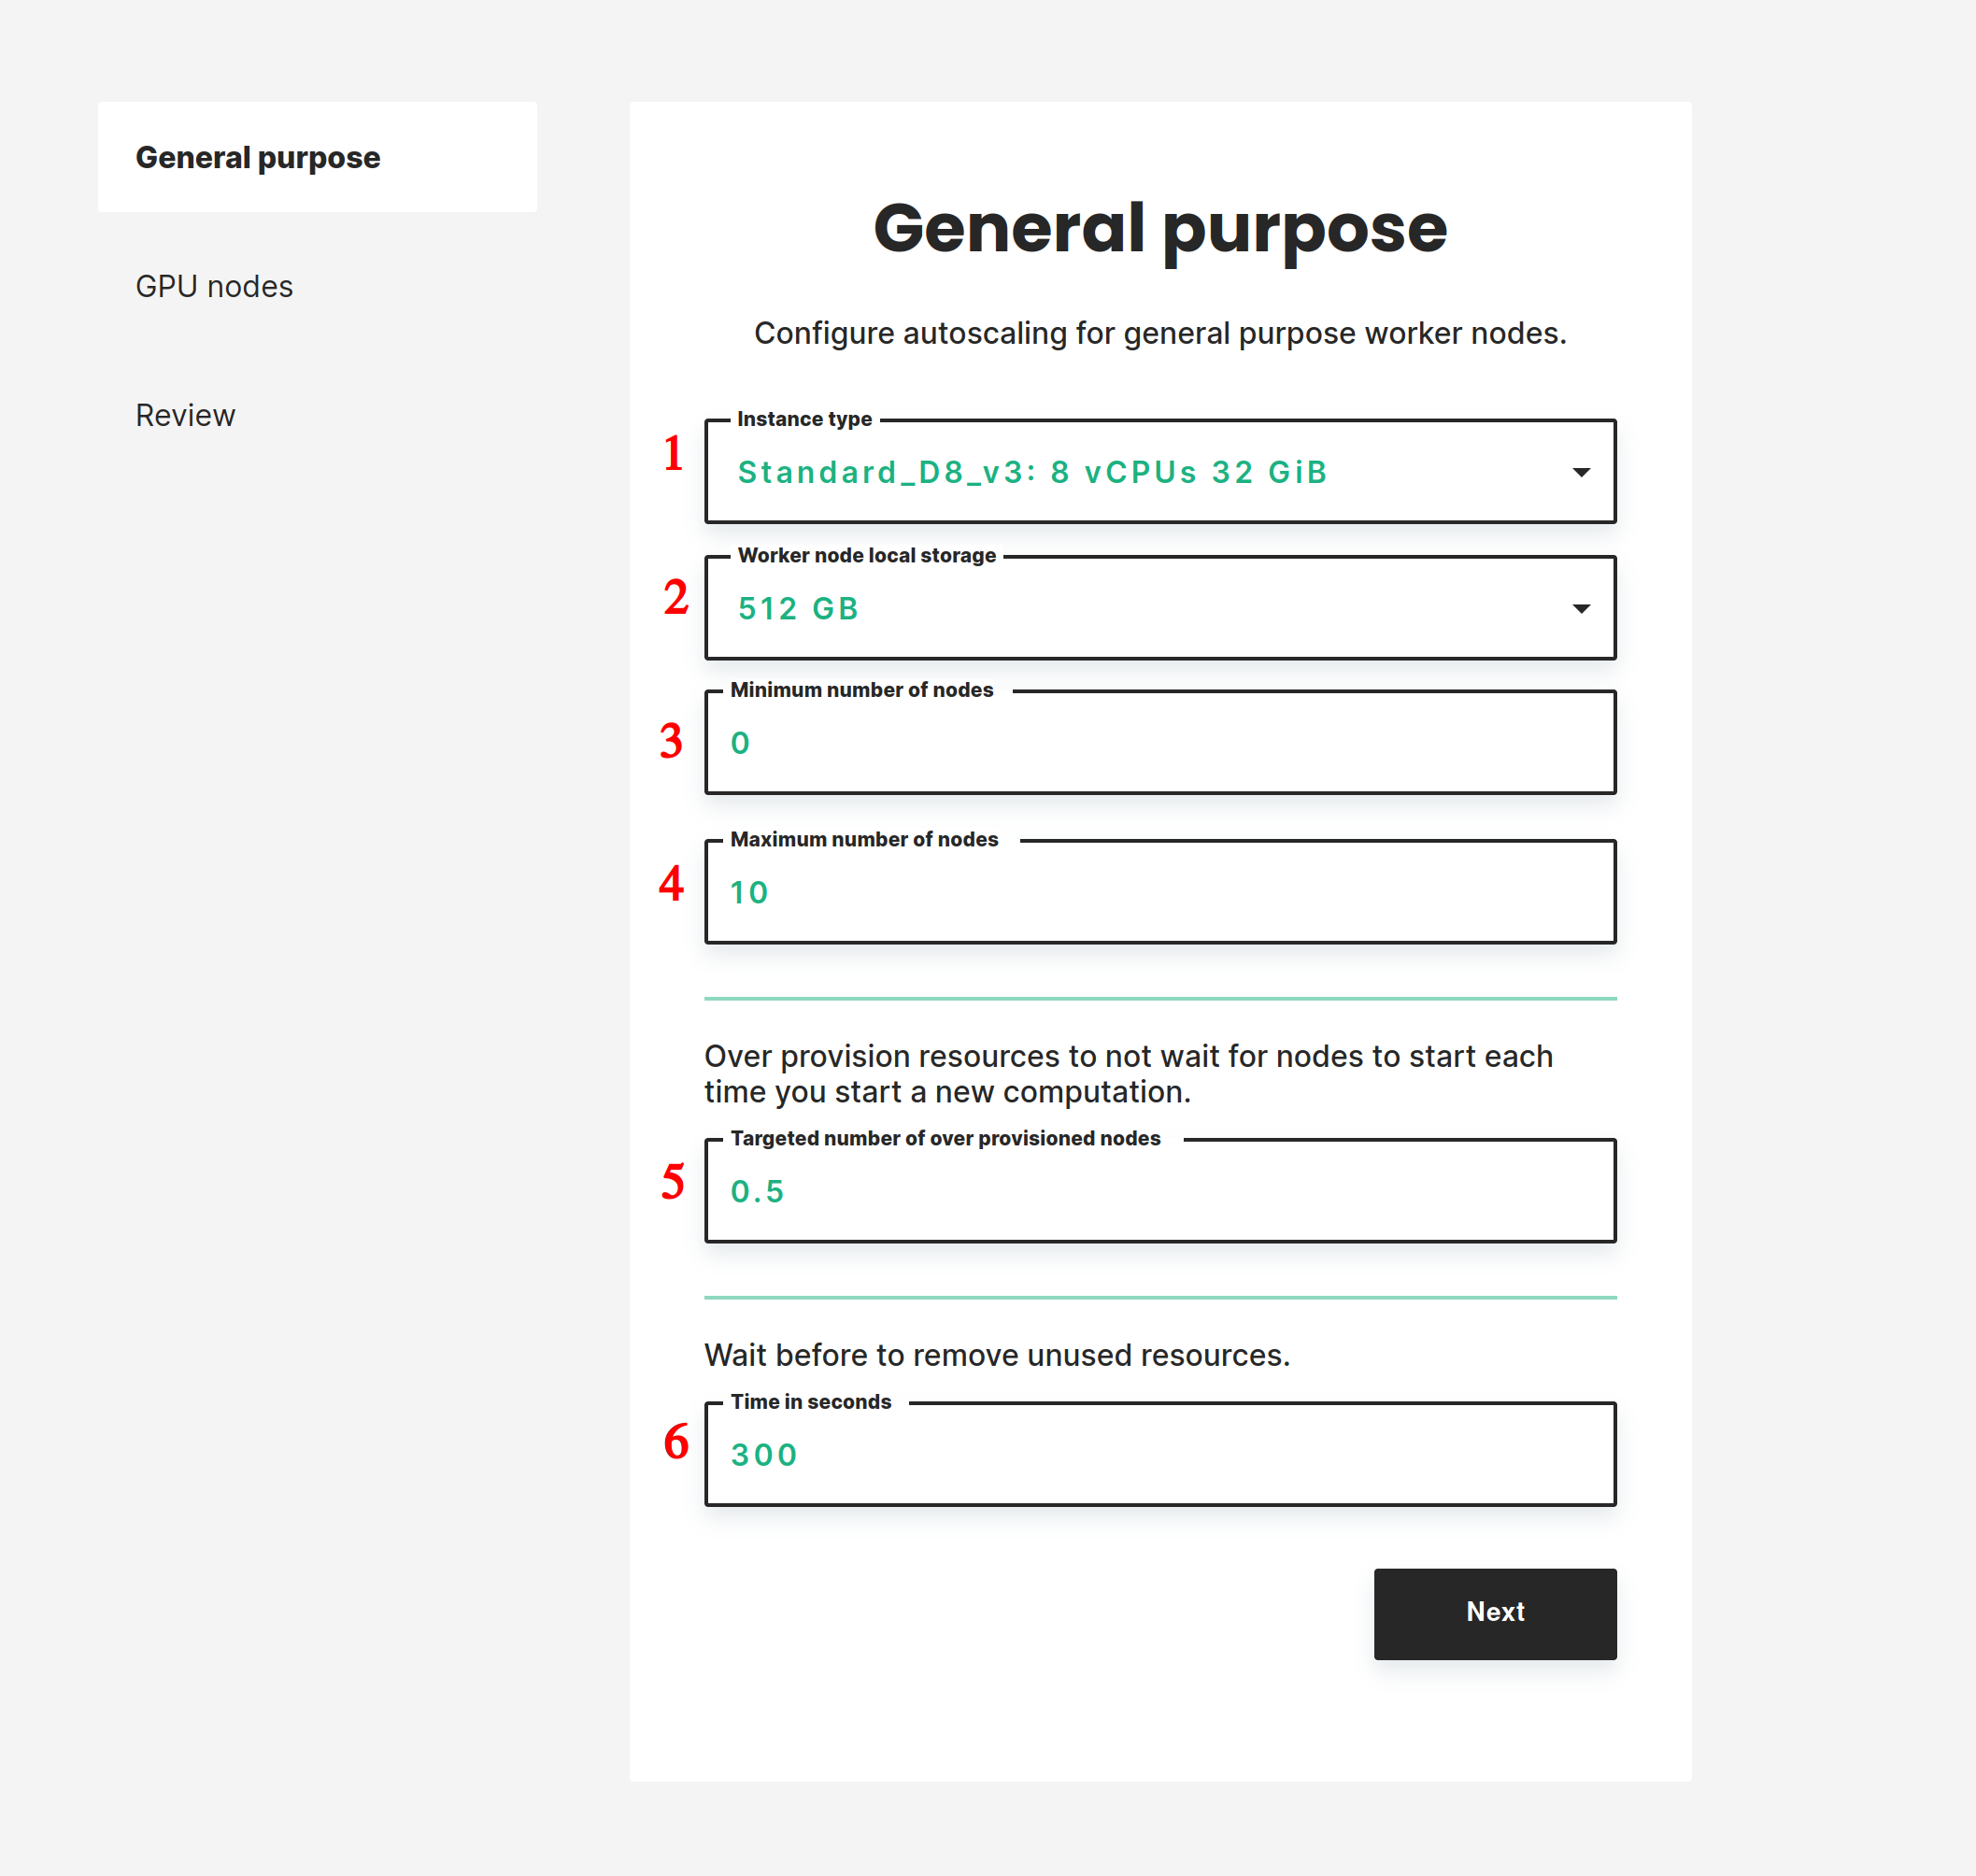 General purpose
GPU nodes
Review
General purpose
Configure autoscaling for general purpose worker nodes.
Instance type
1
Standard_D8_v3: 8 vCPUs 32 GiB
Worker node local storage
2
512 GB
Minimum number of nodes
3
0
Maximum number of nodes
4
10
Over provision resources to not wait for nodes to start each
time you start a new computation.
Targeted number of over provisioned nodes
5
0.5
Wait before to remove unused resources.
Time in seconds
6
300
Next